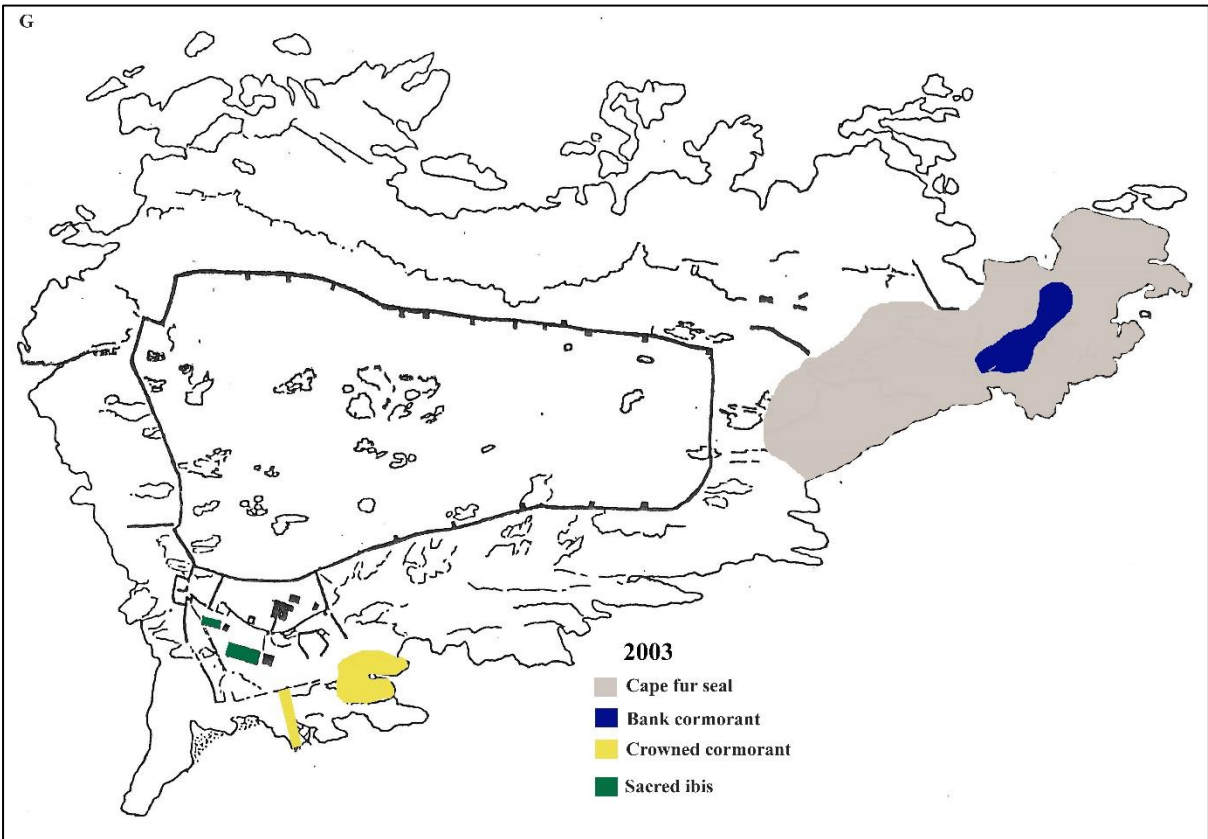 G
2003
Cape fur seal
Bank cormorant
Crowned cormorant
Sacred ibis